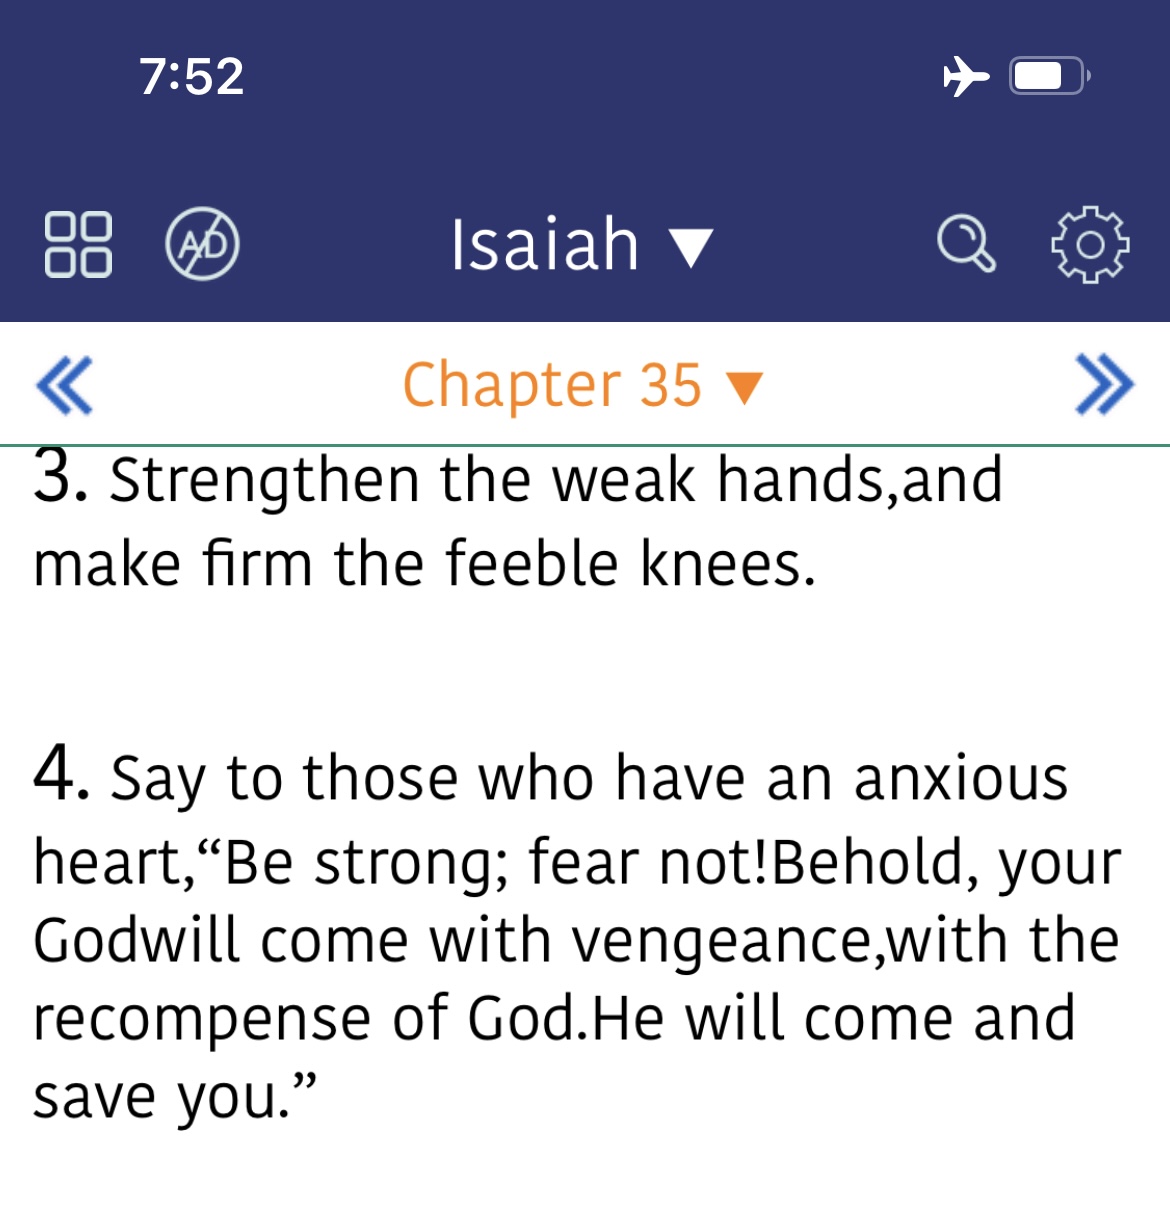 7:52
AD
Isaiah ▼
Chapter 35 ▼
3. Strengthen the weak hands,and
make firm the feeble knees.
4. Say to those who have an anxious
heart,“Be strong; fear not!Behold, your
Godwill come with vengeance,with the
recompense of God.He will come and
save you.”